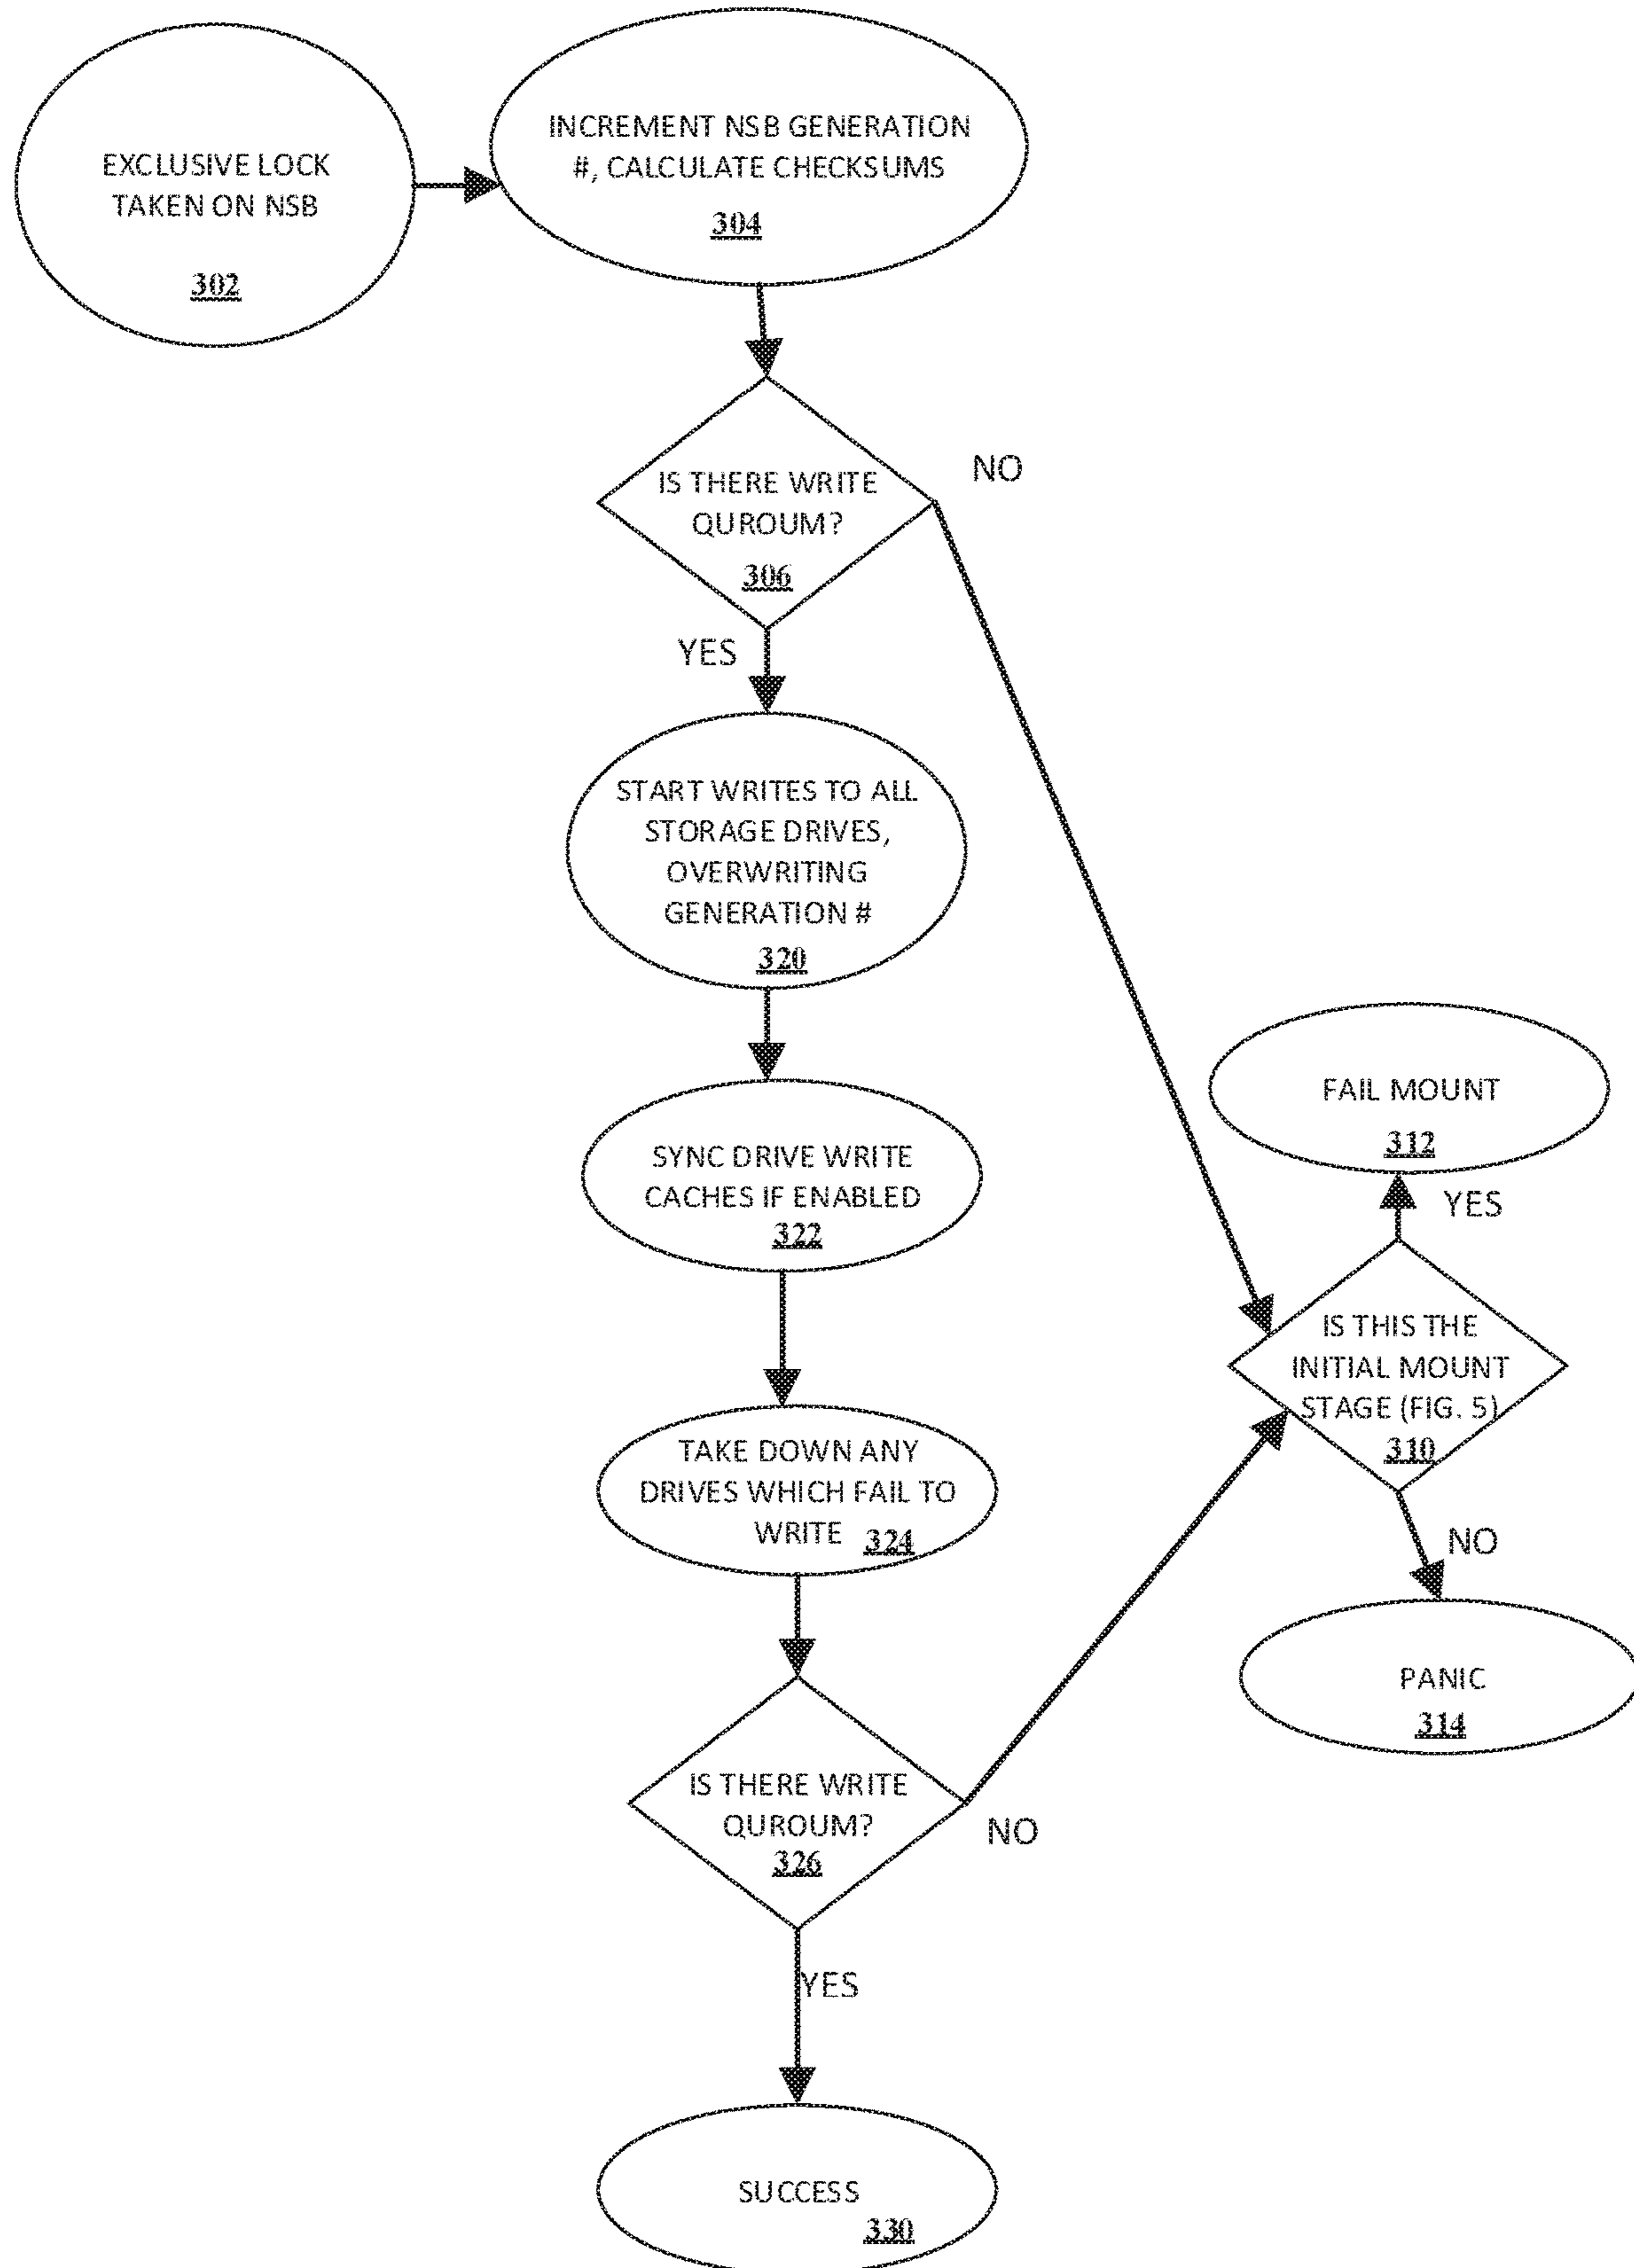 EXCLUSIVE LOCK
TAKEN ON NSB
302
INCREMENT NSB GENERATION
#, CALCULATE CHECKSUMS
304
IS THERE WRITE
QUROUM?
306
NO
YES
START WRITES TO ALL
STORAGE DRIVES,
OVERWRITING
GENERATION #
320
SYNC DRIVE WRITE
CACHES IF ENABLED
322
TAKE DOWN ANY
DRIVES WHICH FAIL TO
WRITE 324
IS THERE WRITE
QUROUM?
326
NO
YES
SUCCESS
330
FAIL MOUNT
312
YES
IS THIS THE
INITIAL MOUNT
STAGE (FIG. 5)
310
NO
PANIC
314